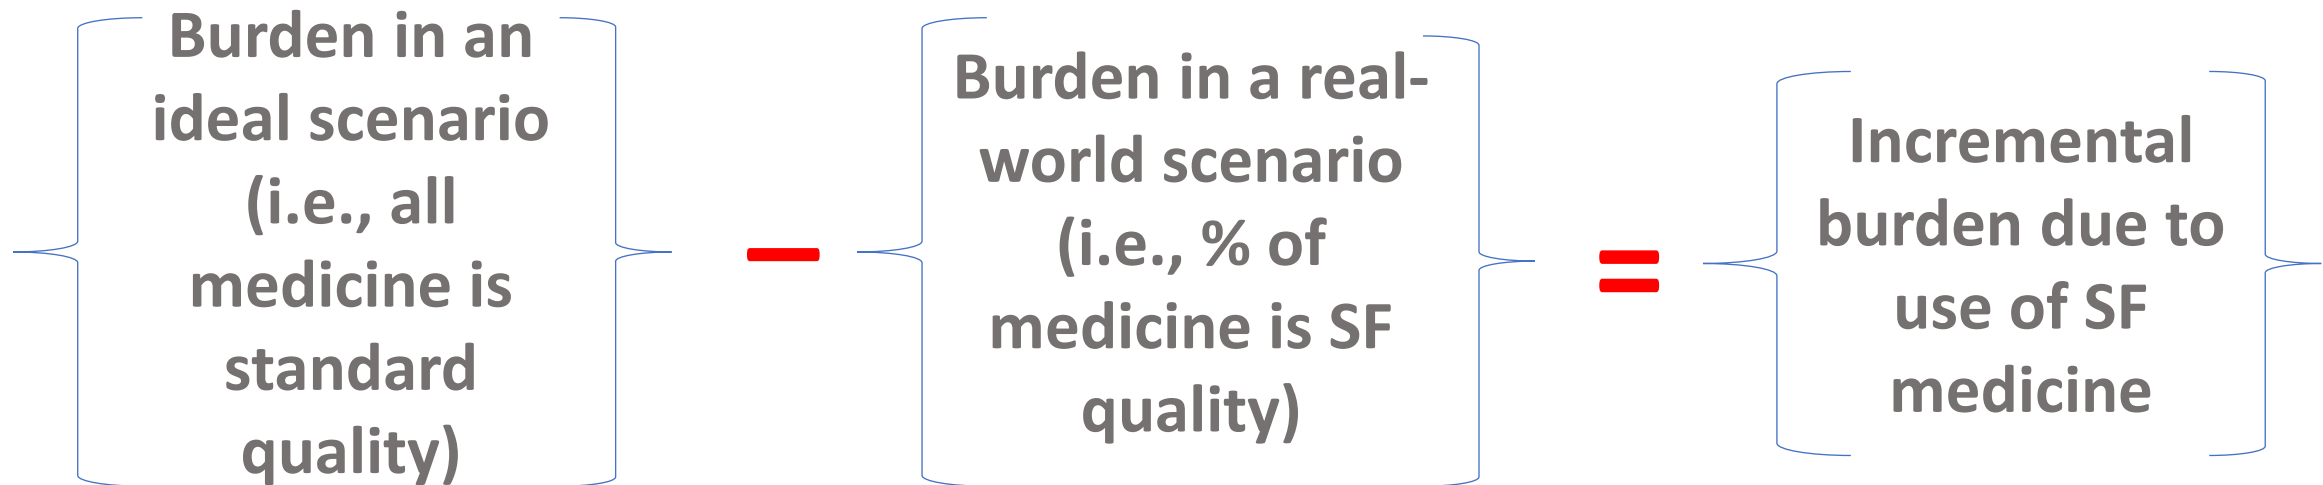 Burden in an
ideal scenario
(i.e., all
medicine is
standard
quality)
−
Burden in a real-
world scenario
(i.e., % of
medicine is SF
quality)
=
Incremental
burden due to
use of SF
medicine